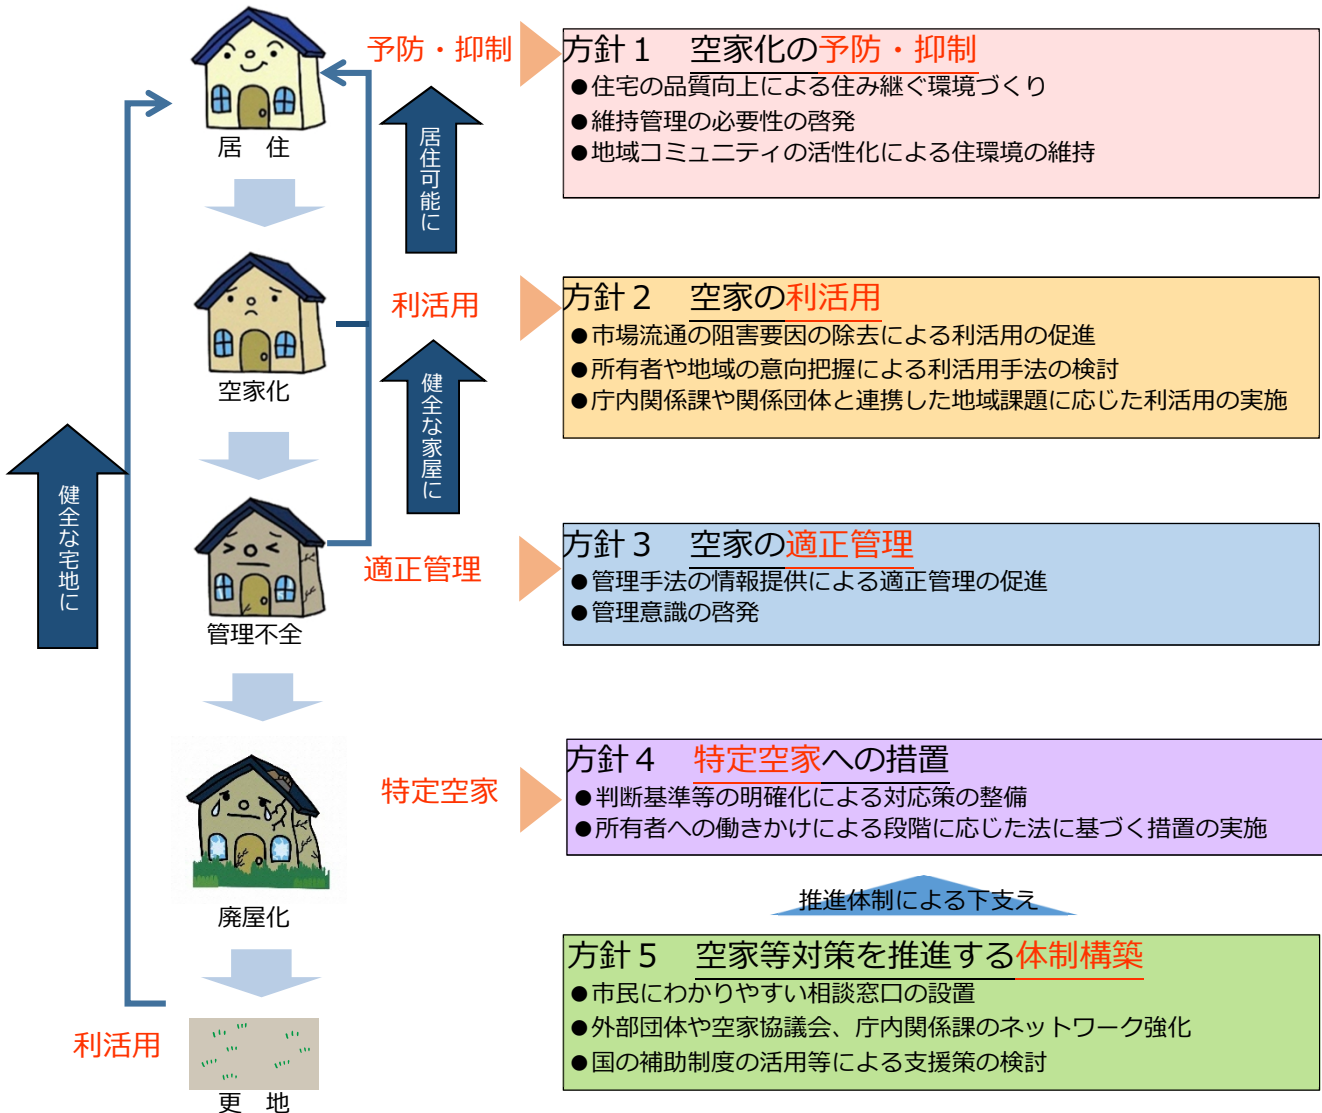 予防・抑制
方針１　空家化の予防・抑制
●住宅の品質向上による住み継ぐ環境づくり
●維持管理の必要性の啓発
●地域コミュニティの活性化による住環境の維持
居　住
居住可能に
利活用
方針２　空家の利活用
●市場流通の阻害要因の除去による利活用の促進
●所有者や地域の意向把握による利活用手法の検討
●庁内関係課や関係団体と連携した地域課題に応じた利活用の実施
空家化
健全な家屋に
健全な宅地に
適正管理
方針３　空家の適正管理
●管理手法の情報提供による適正管理の促進
●管理意識の啓発
管理不全
特定空家
方針４　特定空家への措置
●判断基準等の明確化による対応策の整備
●所有者への働きかけによる段階に応じた法に基づく措置の実施
廃屋化
推進体制による下支え
方針５　空家等対策を推進する体制構築
●市民にわかりやすい相談窓口の設置
●外部団体や空家協議会、庁内関係課のネットワーク強化
●国の補助制度の活用等による支援策の検討
利活用
更　地